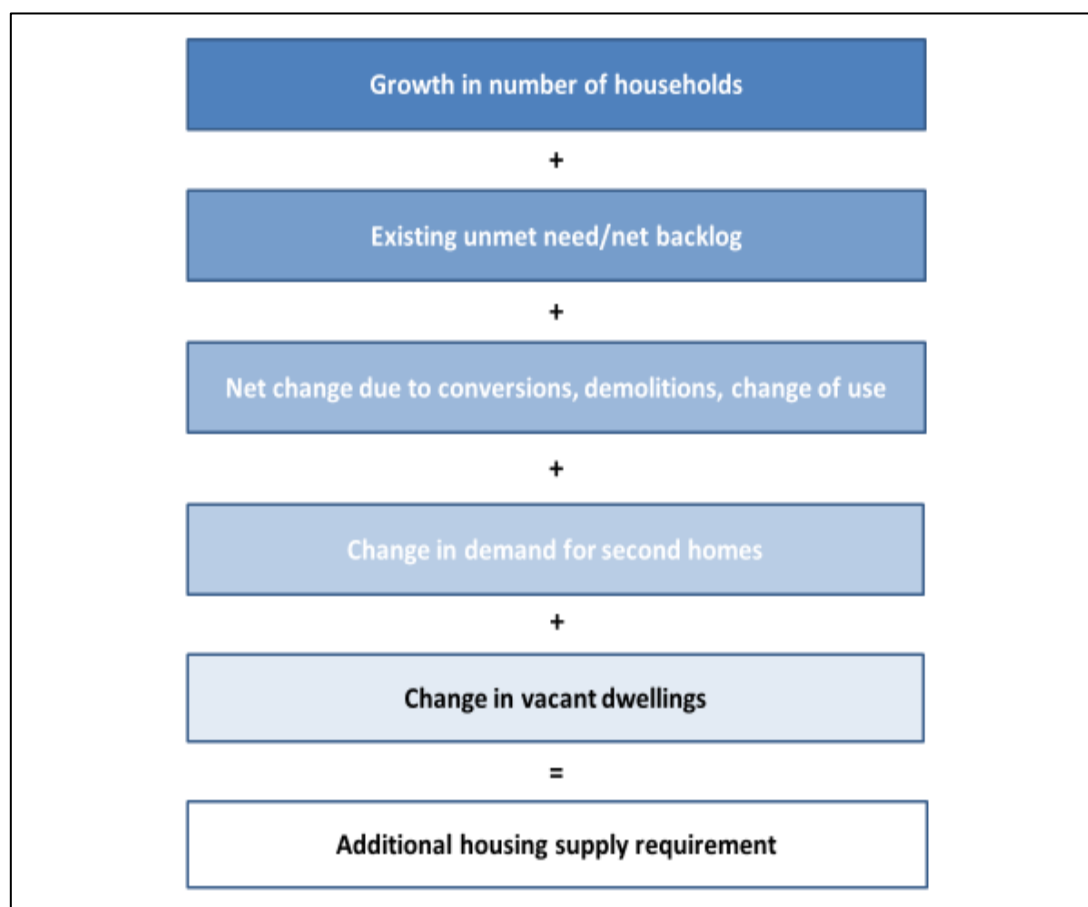 Growth in number of households
+
Existing unmet need/net backlog
+
Net change due to conversions, demolitions, change of use
+
Change in demand for second homes
+
Change in vacant dwellings
=
Additional housing supply requirement